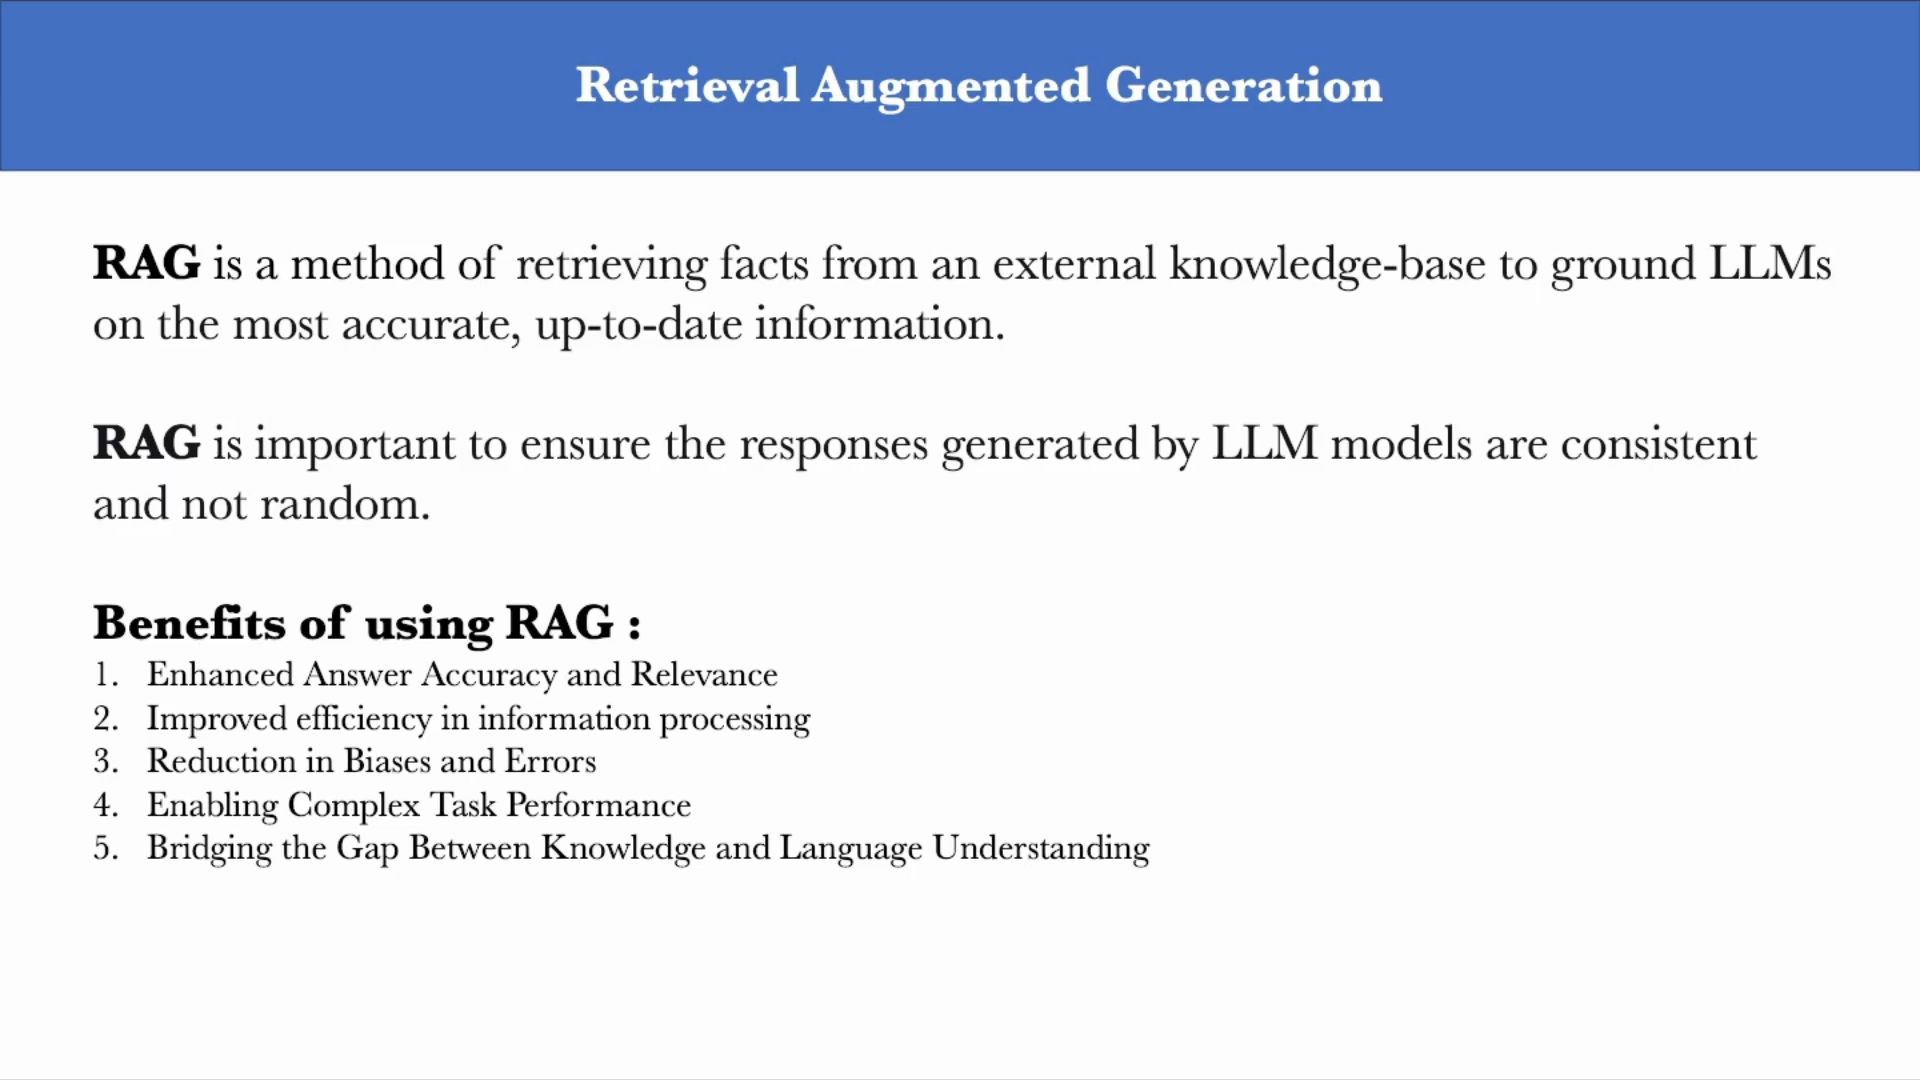 Retrieval Augmented Generation
RAG is a method of retrieving facts from an external knowledge-base to ground LLMs
on the most accurate, up-to-date information.
RAG is important to ensure the responses generated by LLM models are consistent
and not random.
Benefits of using RAG :
1. Enhanced Answer Accuracy and Relevance
2. Improved efficiency in information processing
3. Reduction in Biases and Errors
4. Enabling Complex Task Performance
5. Bridging the Gap Between Knowledge and Language Understanding